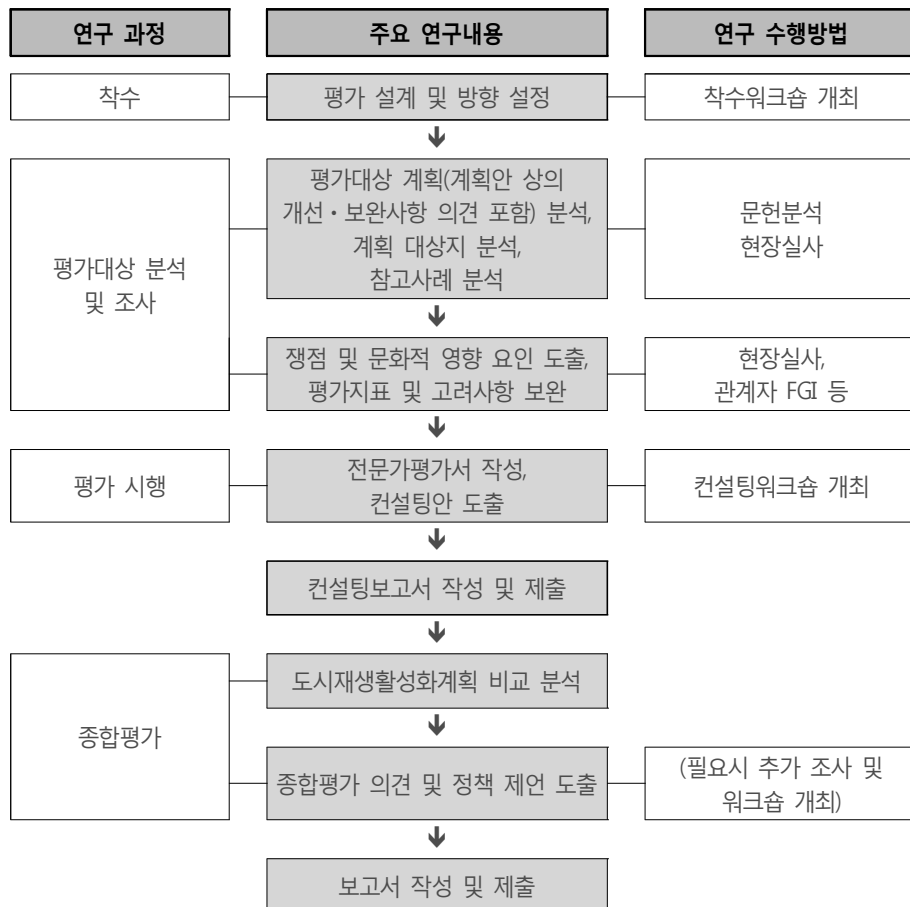 연구 과정
주요 연구내용
연구 수행방법
착수
평가 설계 및 방향 설정
착수워크숍 개최
평가대상 분석
및 조사
평가대상 계획(계획안 상의
개선・보완사항 의견 포함) 분석,
계획 대상지 분석,
참고사례 분석
문헌분석
현장실사
쟁점 및 문화적 영향 요인 도출,
평가지표 및 고려사항 보완
현장실사,
관계자 FGI 등
평가 시행
전문가평가서 작성,
컨설팅안 도출
컨설팅워크숍 개최
컨설팅보고서 작성 및 제출
종합평가
도시재생활성화계획 비교 분석
종합평가 의견 및 정책 제언 도출
(필요시 추가 조사 및
워크숍 개최)
보고서 작성 및 제출